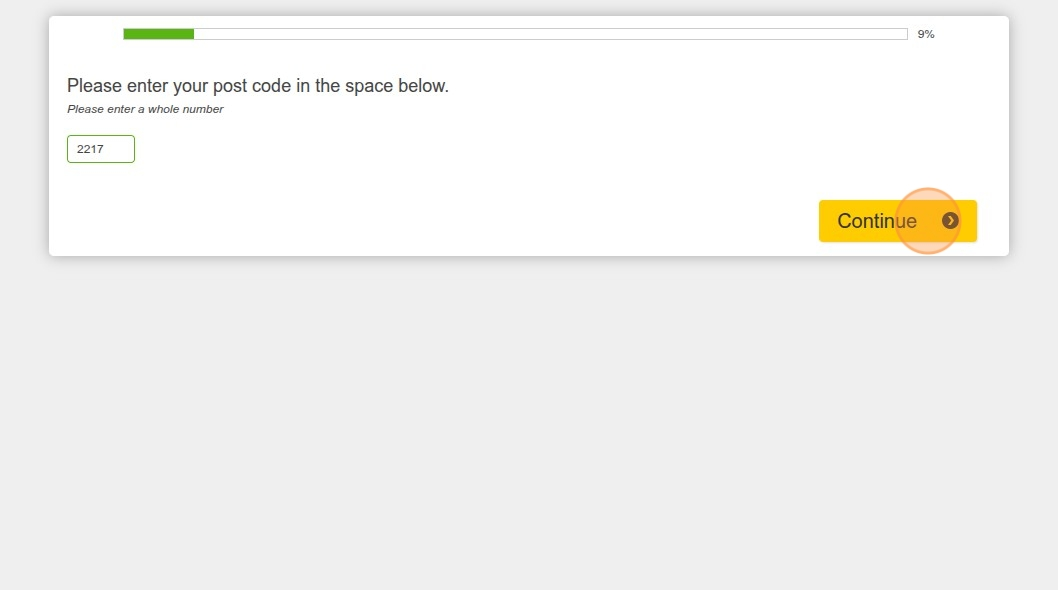 9%
Please enter your post code in the space below.
Please enter a whole number
2217
Continue